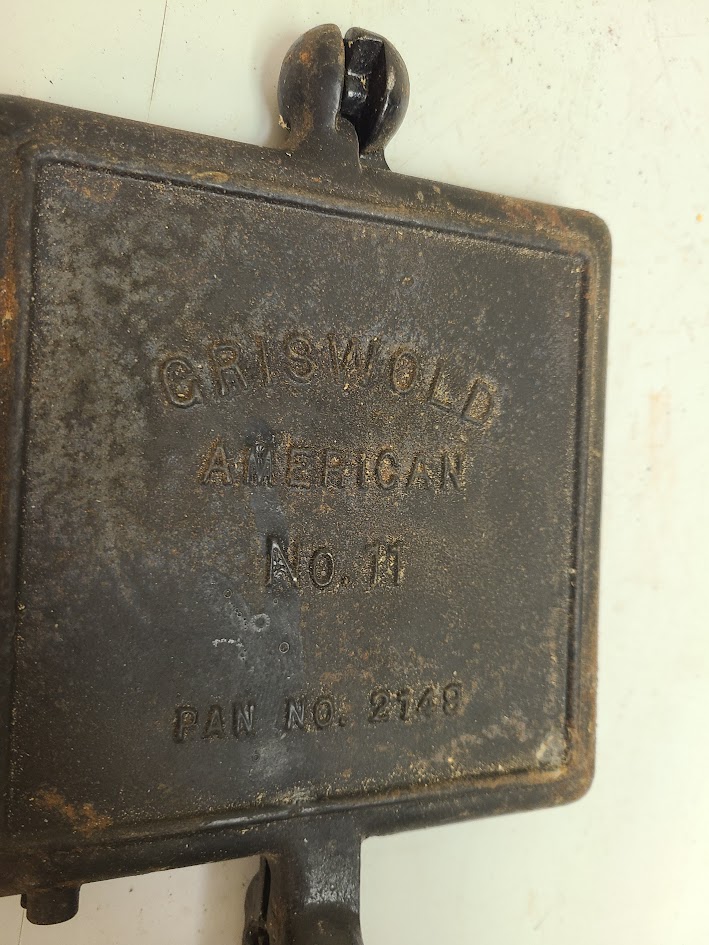 GRISWOLD
AMERICAN
No. 11
PAN NO. 2148